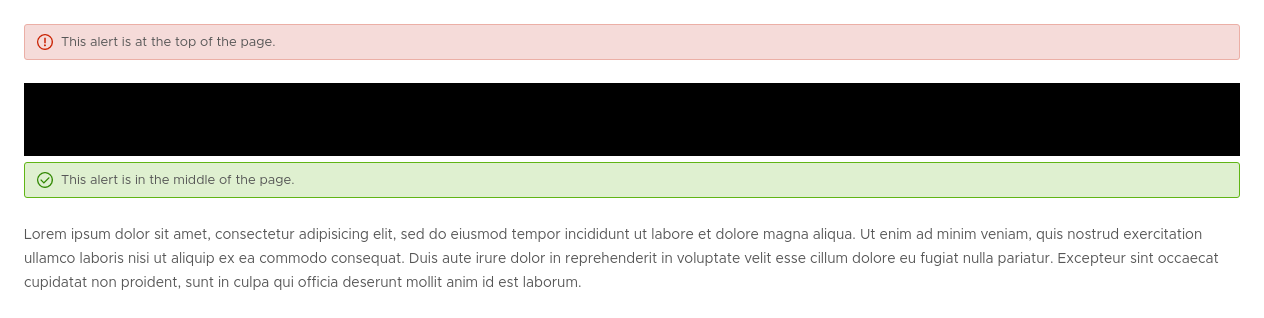 This alert is at the top of the page.
This alert is in the middle of the page.
Lorem ipsum dolor sit amet, consectetur adipisicing elit, sed do eiusmod tempor incididunt ut labore et dolore magna aliqua. Ut enim ad minim veniam, quis nostrud exercitation
ullamco laboris nisi ut aliquip ex ea commodo consequat. Duis aute irure dolor in reprehenderit in voluptate velit esse cillum dolore eu fugiat nulla pariatur. Excepteur sint occaecat
cupidatat non proident, sunt in culpa qui officia deserunt mollit anim id est laborum.